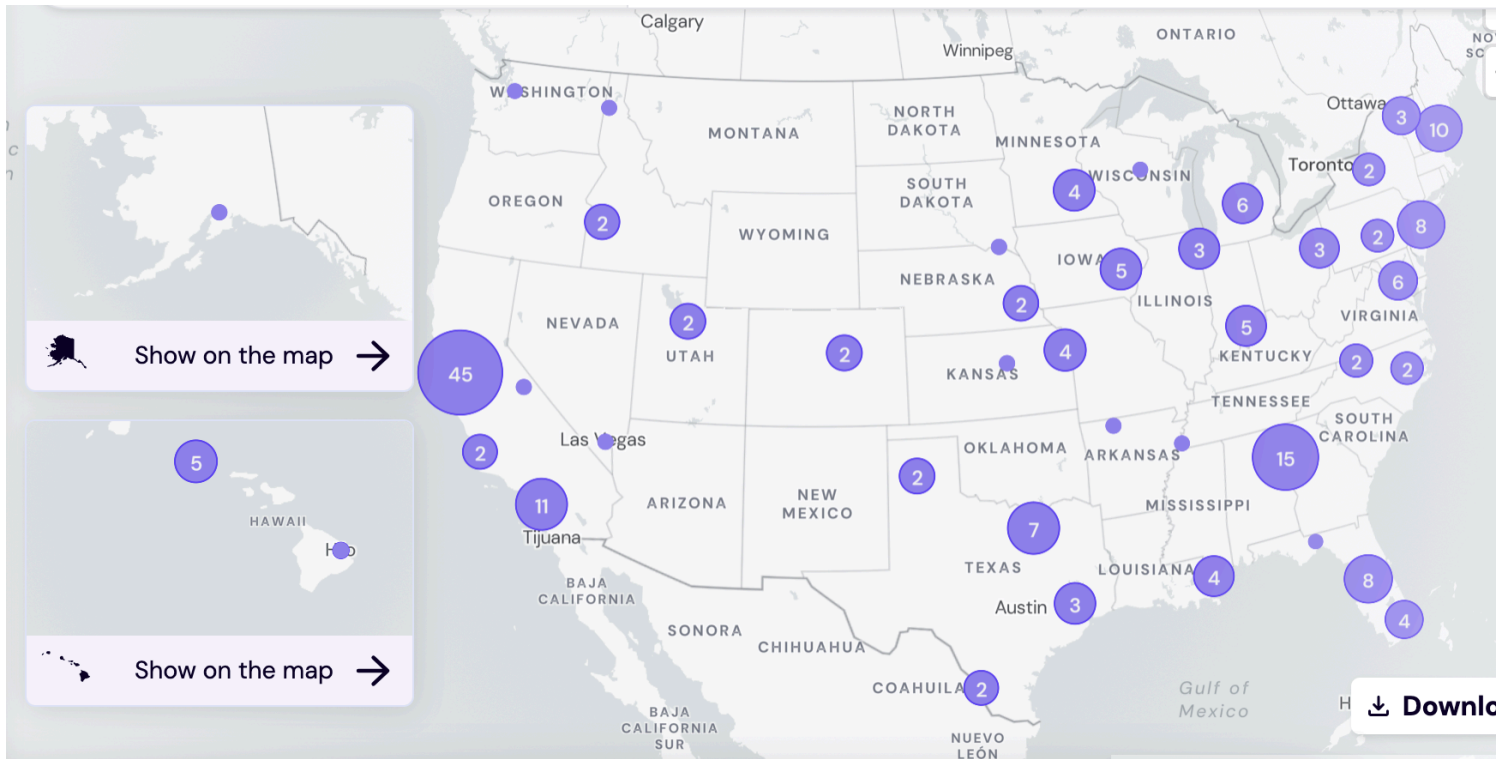 Calgary
Winnipeg
ONTARIO
NO
SC
WASHINGTON
MONTANA
NORTH
DAKOTA
MINNESOTA
Ottawa
3
10
Toronto
2
WISCONSIN
OREGON
SOUTH
DAKOTA
4
6
2
WYOMING
8
2
3
3
IOWA
5
NEBRASKA
6
2
ILLINOIS
NEVADA
2
UTAH
2
VIRGINIA
5
KENTUCKY
4
KANSAS
2
2
45
TENNESSEE
SOUTH
CAROLINA
Las Vegas
2
OKLAHOMA
ARKANSAS
15
2
ARIZONA
NEW
MEXICO
11
MISSISSIPPI
Tijuana
7
TEXAS
LOUISIANA
4
8
BAJA
CALIFORNIA
Austin
3
4
SONORA
CHIHUAHUA
COAHUILA
2
Gulf of
Mexico
H
BAJA
CALIFORNIA
SUR
NUEVO
LEÓN
Show on the map
5
HAWAII
Show on the map
Downlo